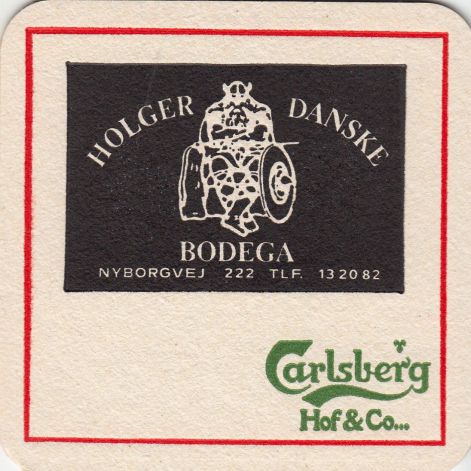 HOLGER DANSKE
BODEGA
NYBORGVEJ 222 TLF. 13 20 82
Carlsberg
Hof & Co...